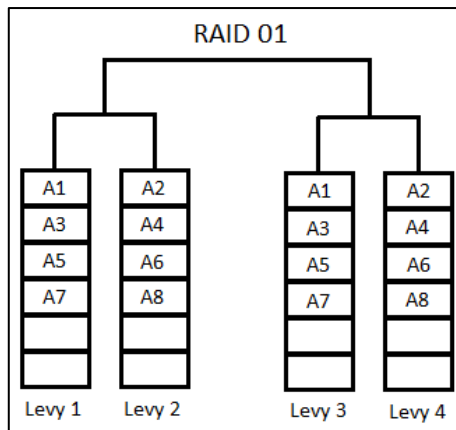 RAID 01
A1 A2 A1 A2
A3 A4 A3 A4
A5 A6 A5 A6
A7 A8 A7 A8
Levy 1 Levy 2 Levy 3 Levy 4